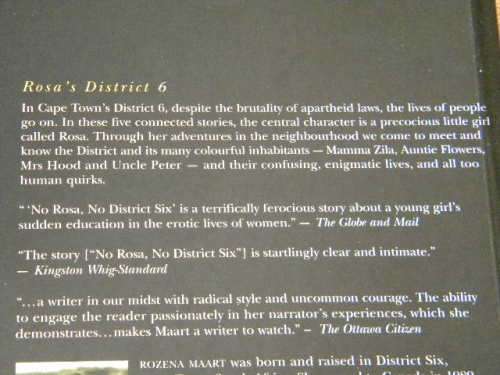 Rosa's District 6
In Cape Town's District 6, despite the brutality of apartheid laws, the lives of people
go on. In these five connected stories, the central character is a precocious little girl
called Rosa. Through her adventures in the neighbourhood we come to meet and
know the District and its many colourful inhabitants — Mamma Zila, Auntie Flowers,
Mrs Hood and Uncle Peter — and their confusing, enigmatic lives, and all too
human quirks.
“ ‘No Rosa, No District Six’ is a terrifically ferocious story about a young girl's
sudden education in the erotic lives of women.” — The Globe and Mail
“The story [“No Rosa, No District Six”] is startlingly clear and intimate.”
— Kingston Whig-Standard
“…a writer in our midst with radical style and uncommon courage. The ability
to engage the reader passionately in her narrator's experiences, which she
demonstrates…makes Maart a writer to watch.” – The Ottawa Citizen
ROZENA MAART was born and raised in District Six,